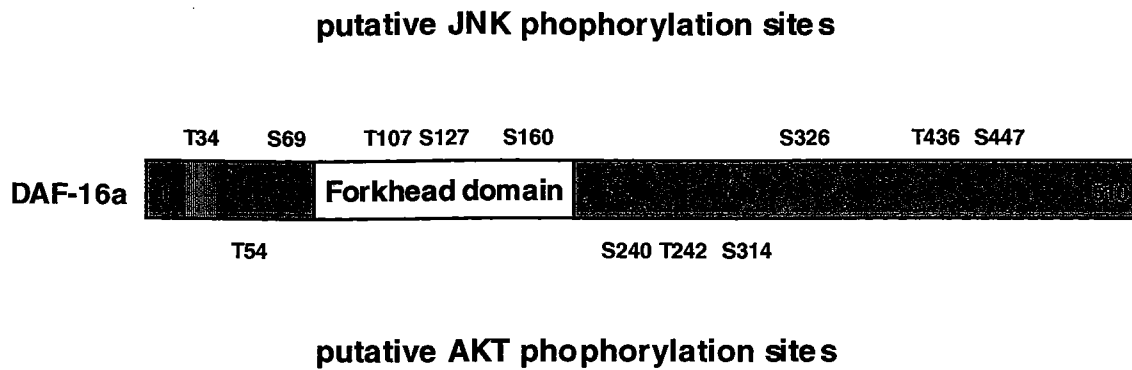 putative JNK phophorylation sites
T34 S69 T107 S127 S160 S326 T436 S447
DAF-16a Forkhead domain
T54 S240 T242 S314
putative AKT phophorylation sites